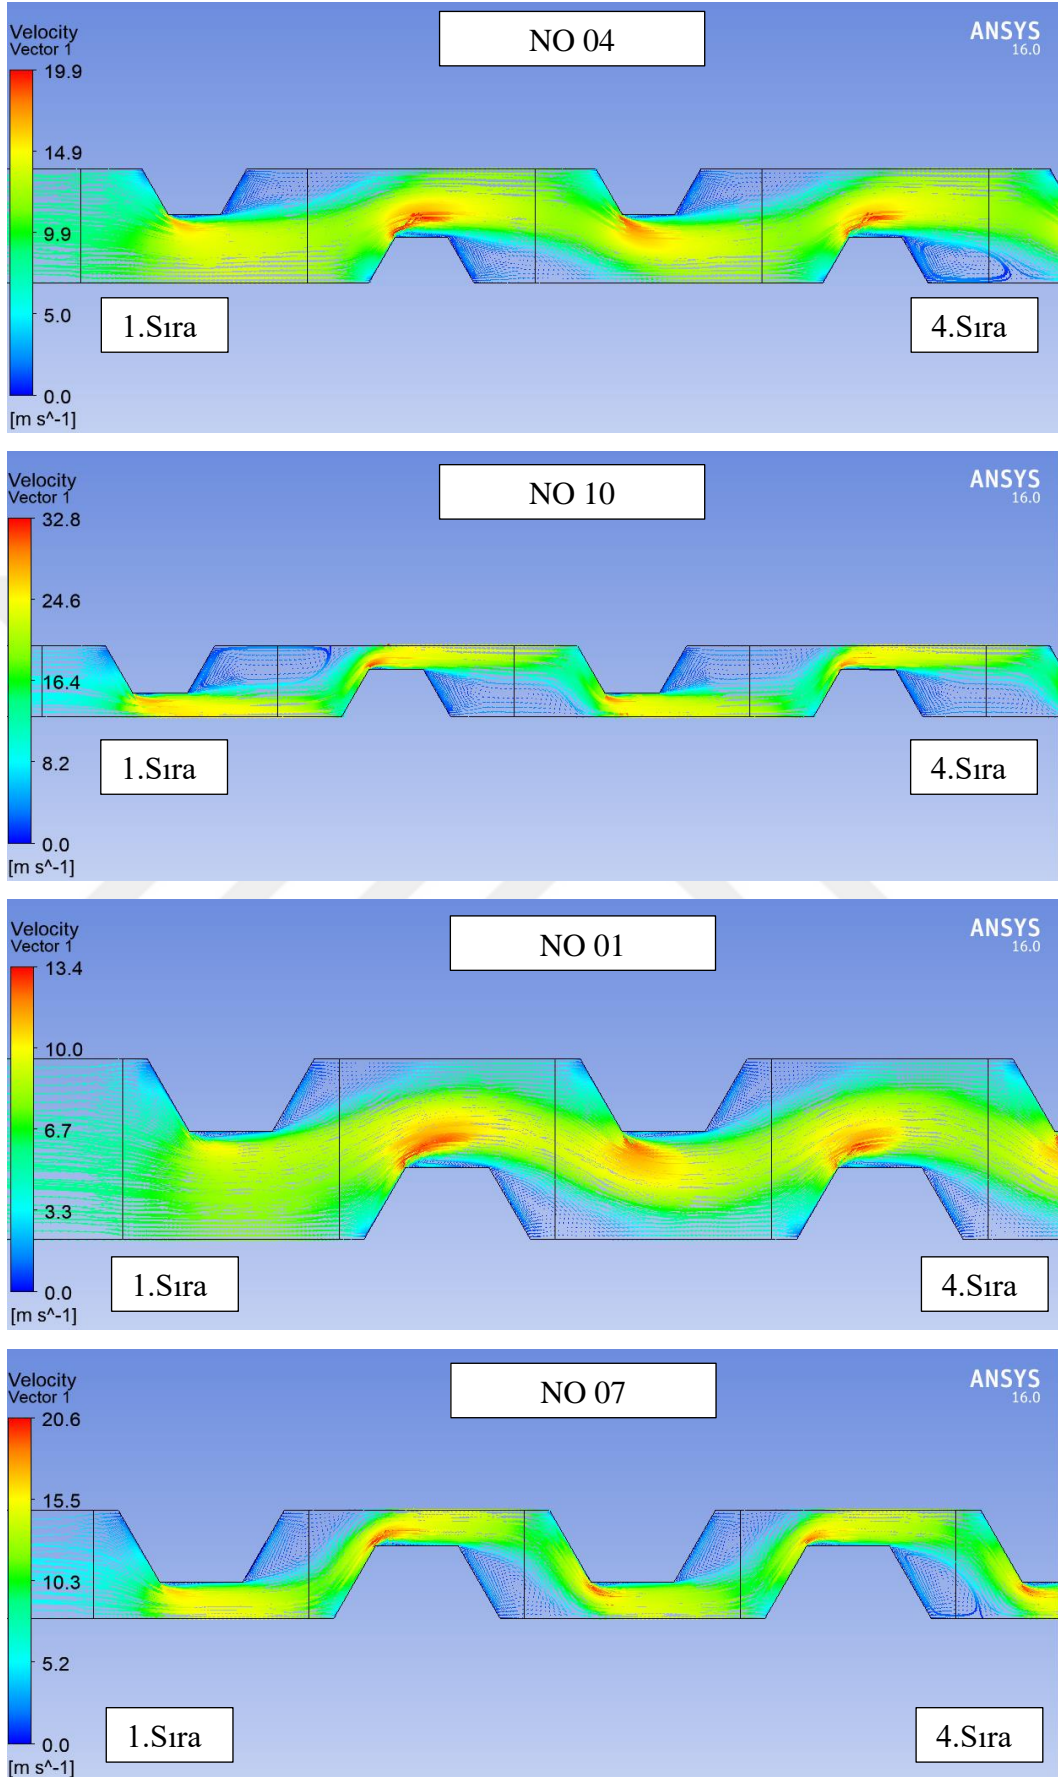 Velocity
Vector 1
NO 04
ANSYS
16.0
19.9
14.9
9.9
5.0
0.0
[m s^-1]
1.Sıra
4.Sıra
Velocity
Vector 1
NO 10
ANSYS
16.0
32.8
24.6
16.4
8.2
0.0
[m s^-1]
1.Sıra
4.Sıra
Velocity
Vector 1
NO 01
ANSYS
16.0
13.4
10.0
6.7
3.3
0.0
[m s^-1]
1.Sıra
4.Sıra
Velocity
Vector 1
NO 07
ANSYS
16.0
20.6
15.5
10.3
5.2
0.0
[m s^-1]
1.Sıra
4.Sıra